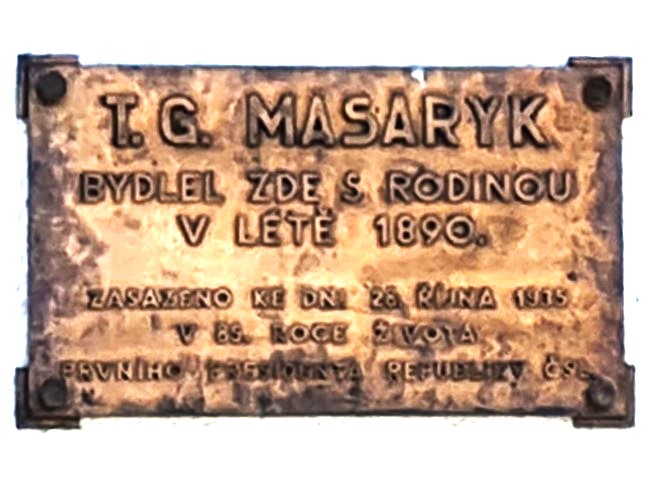 T. G. MASARYK
BYDLEL ZDE S RODINOU
V LÉTĚ 1890.
ZASAZENO KE DNI 28. ŘÍJNA 1935
V 85. ROCE ŽIVOTA
PRVNÍHO PRESIDENTA REPUBLIKY ČSL.